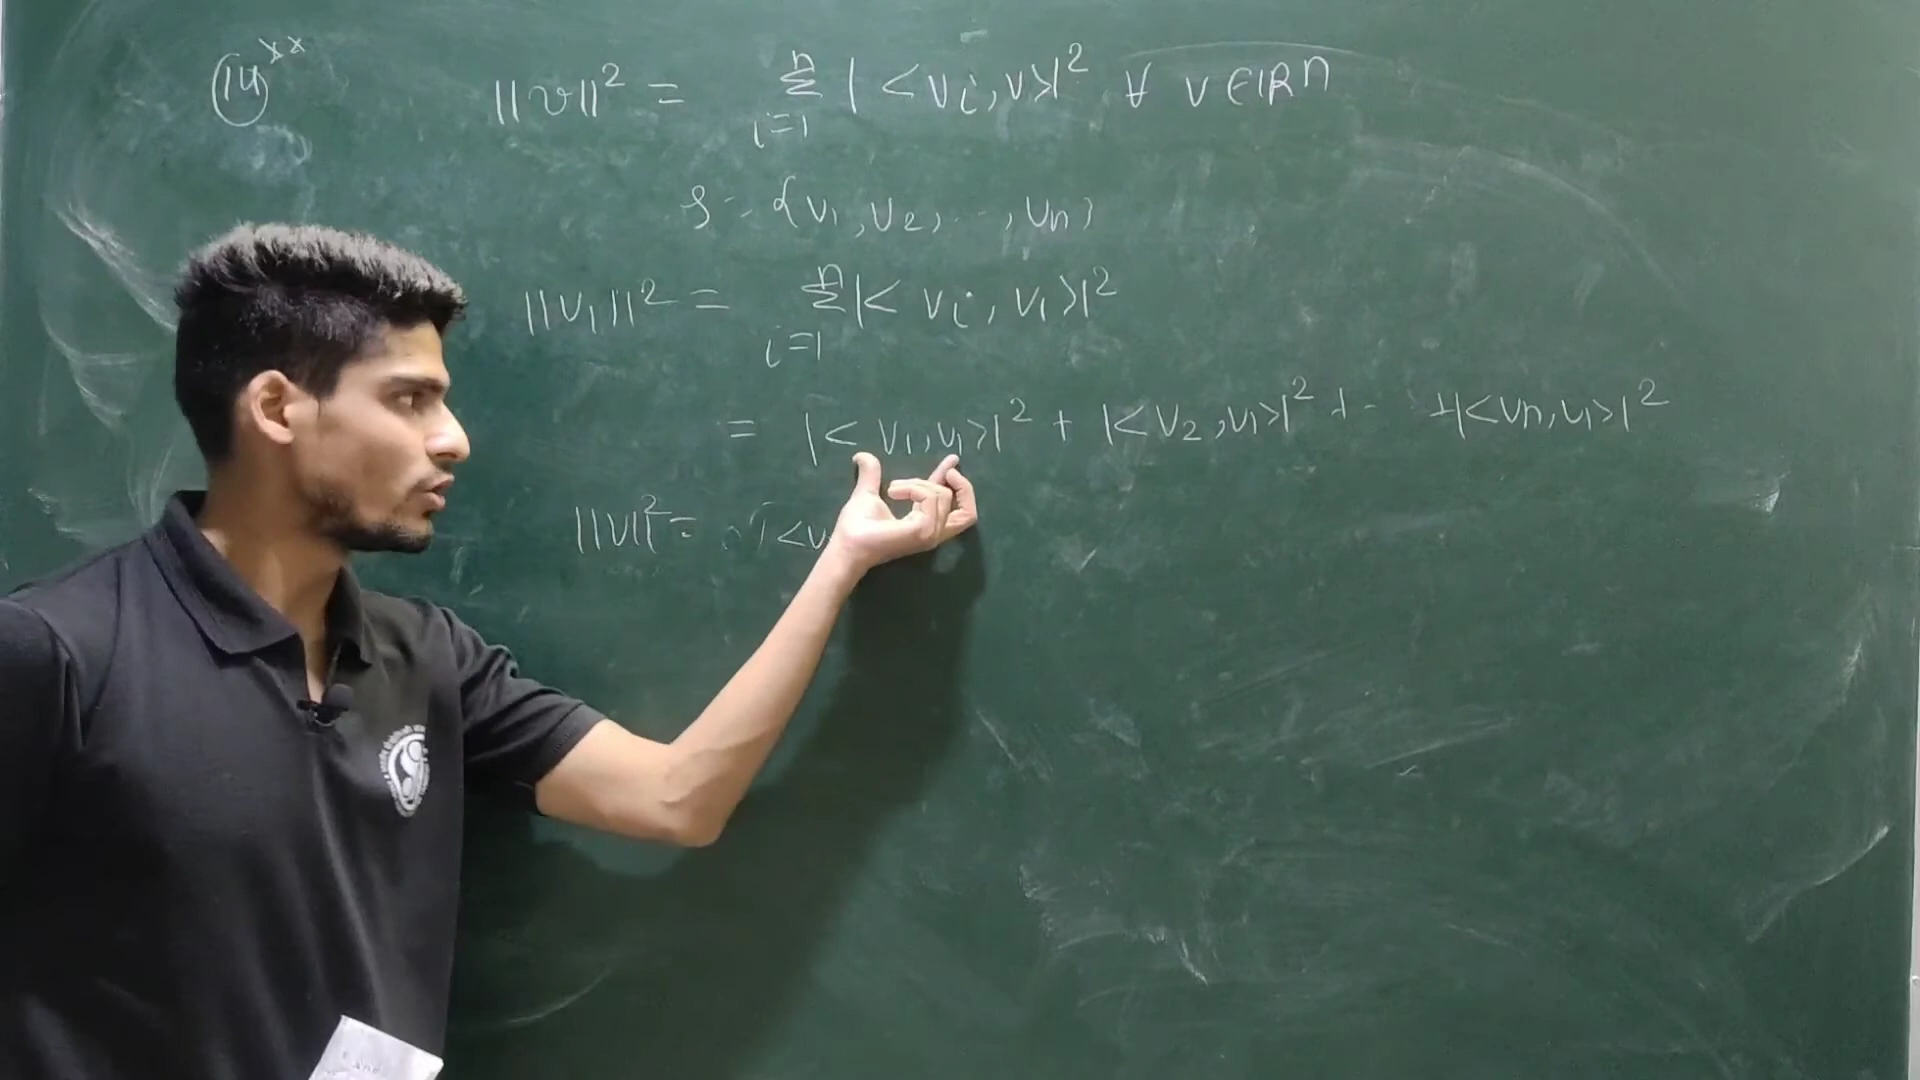 14 xx
||v||² = n Σ i=1 |<vi, v>|² ∀ v∈IRn
S = {v1, v2, ..., vn}
||v1||² = n Σ i=1 |<vi, v1>|²
= |<v1, v1>|² + |<v2, v1>|² + - +|<vn, v1>|²
||v||² = √<v